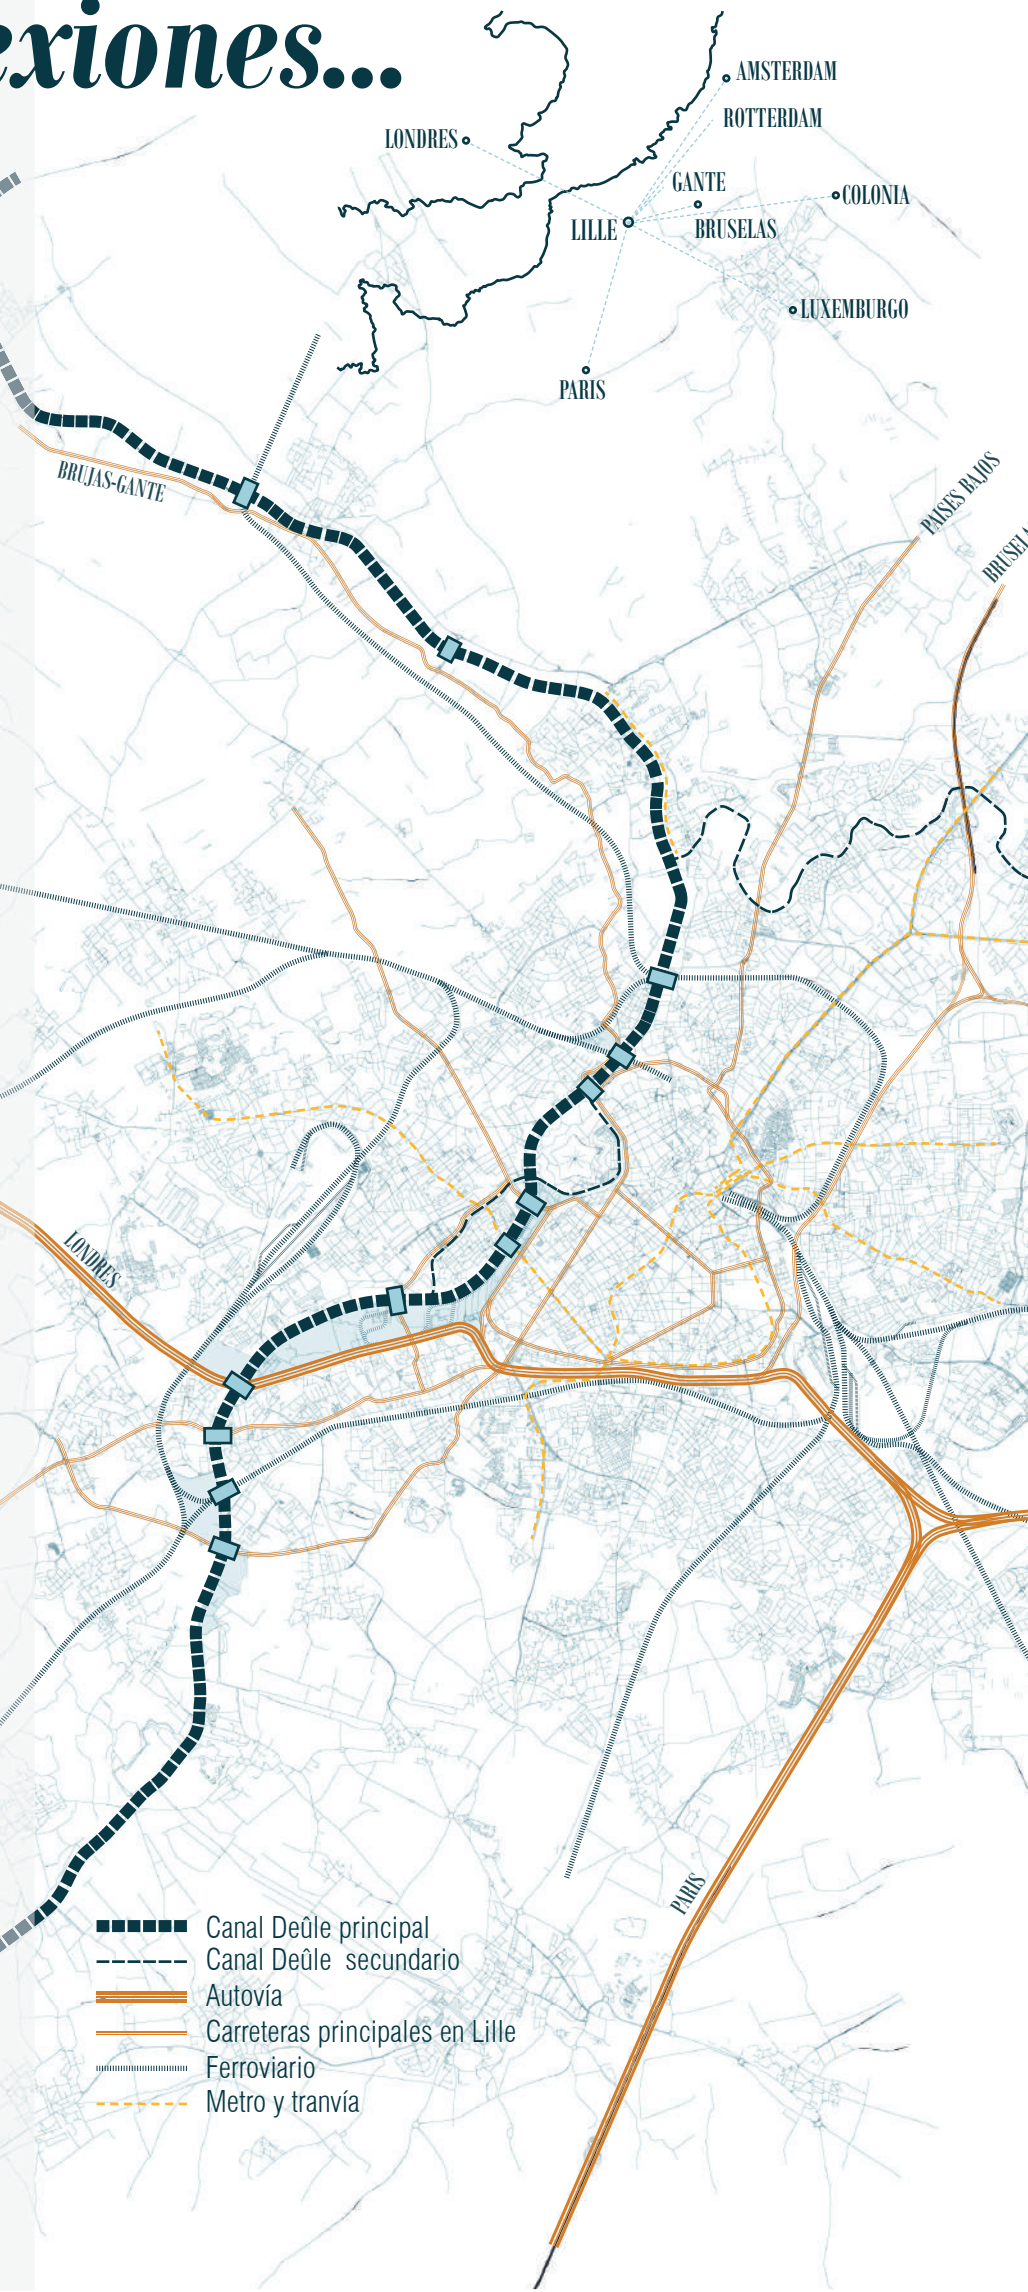 exiones...
AMSTERDAM
ROTTERDAM
LONDRES
GANTE
COLONIA
LILLE
BRUSELAS
LUXEMBURGO
PARIS
BRUJAS-GANTE
PAISES BAJOS
BRUSELA
LONDRES
PARIS
Canal Deûle principal
Canal Deûle secundario
Autovía
Carreteras principales en Lille
Ferroviario
Metro y tranvía